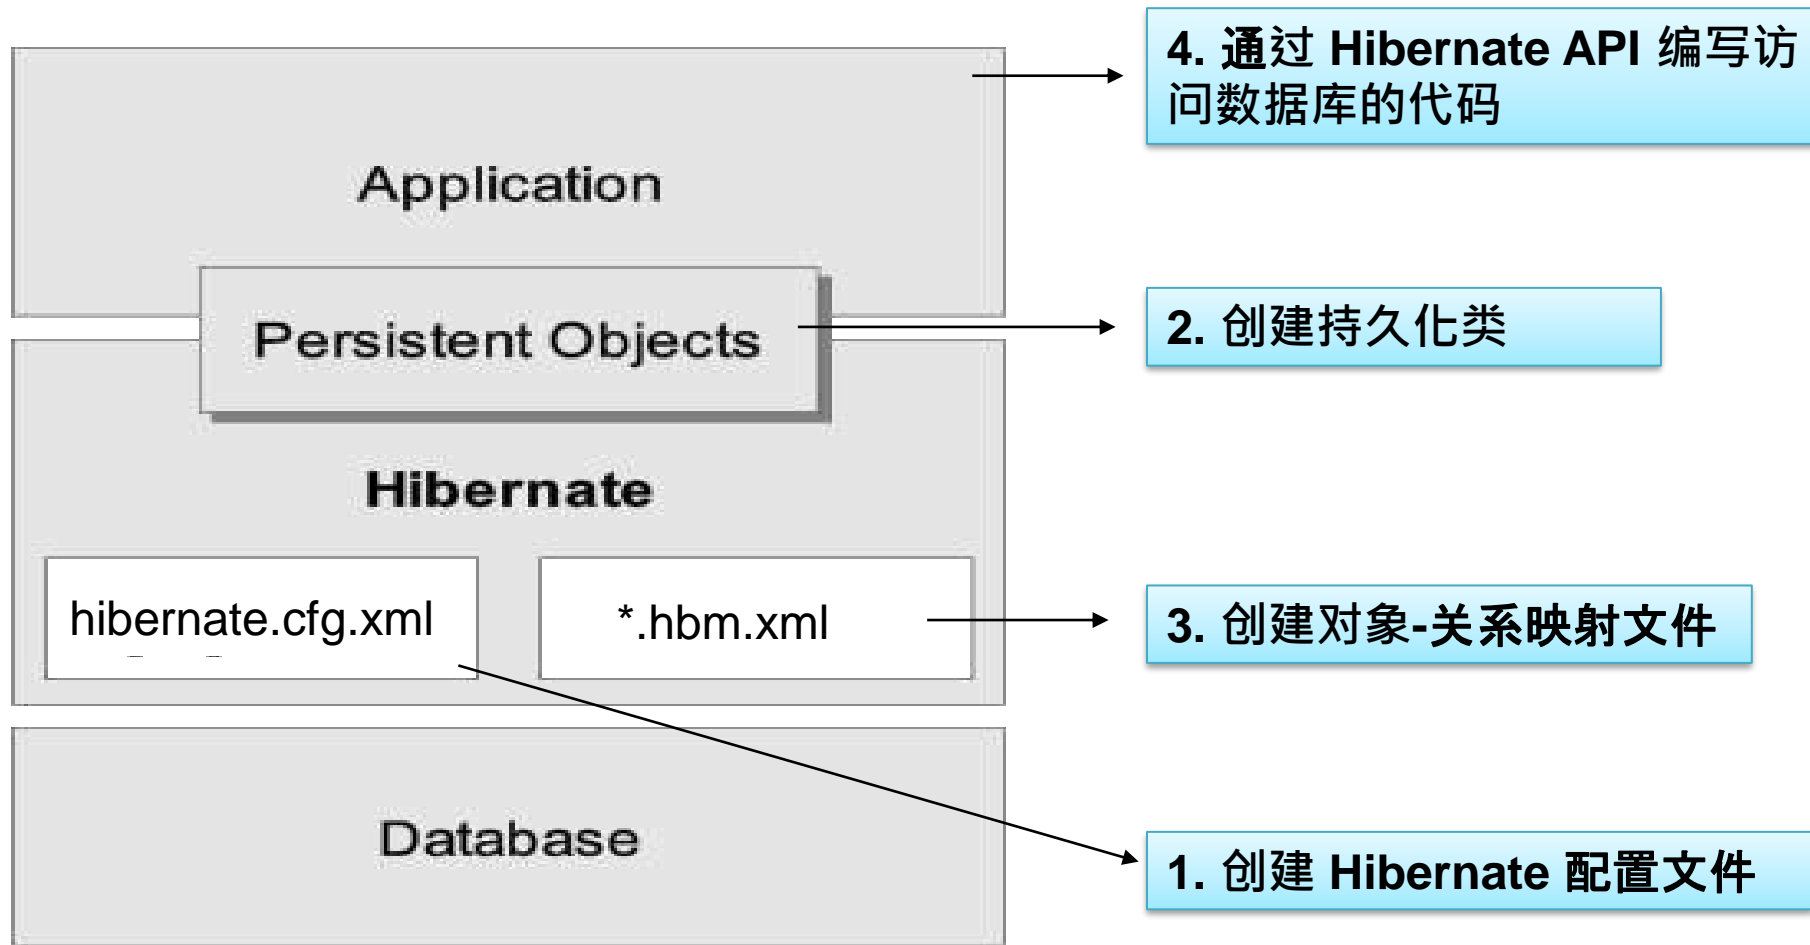 4. 通过 Hibernate API 编写访
问数据库的代码
Application
Persistent Objects
2. 创建持久化类
Hibernate
hibernate.cfg.xml
*.hbm.xml
3. 创建对象-关系映射文件
Database
1. 创建 Hibernate 配置文件